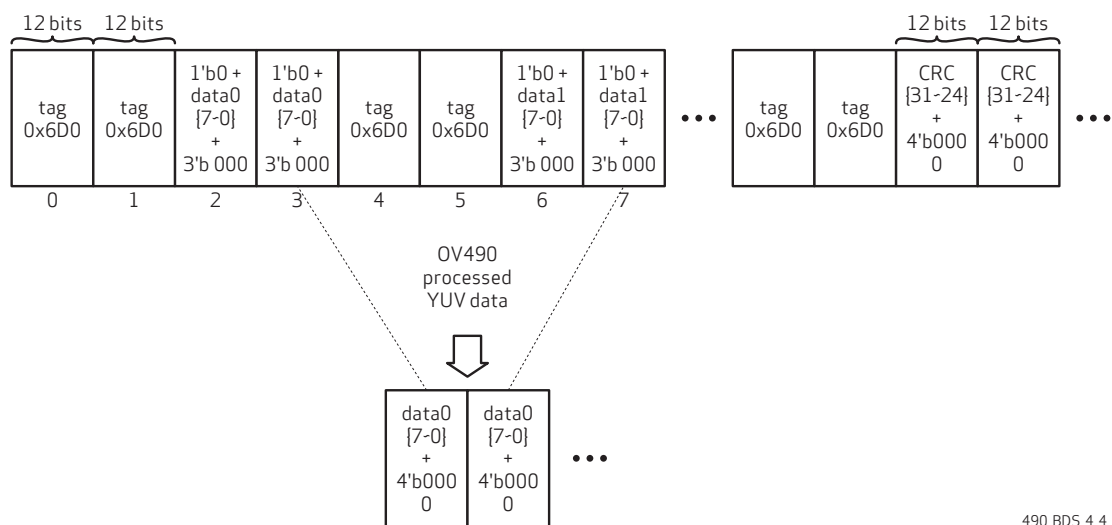 12 bits 12 bits 12 bits 12 bits
tag
0x6D0
tag
0x6D0
1'b0 +
data0
{7-0}
+
3'b 000
1'b0 +
data0
{7-0}
+
3'b 000
tag
0x6D0
tag
0x6D0
1'b0 +
data1
{7-0}
+
3'b 000
1'b0 +
data1
{7-0}
+
3'b 000
•••
tag
0x6D0
tag
0x6D0
CRC
{31-24}
+
4'b000
0
CRC
{31-24}
+
4'b000
0
•••
0 1 2 3 4 5 6 7
OV490
processed
YUV data
data0
{7-0}
+
4'b000
0
data0
{7-0}
+
4'b000
0
•••
490_BDS_4_4